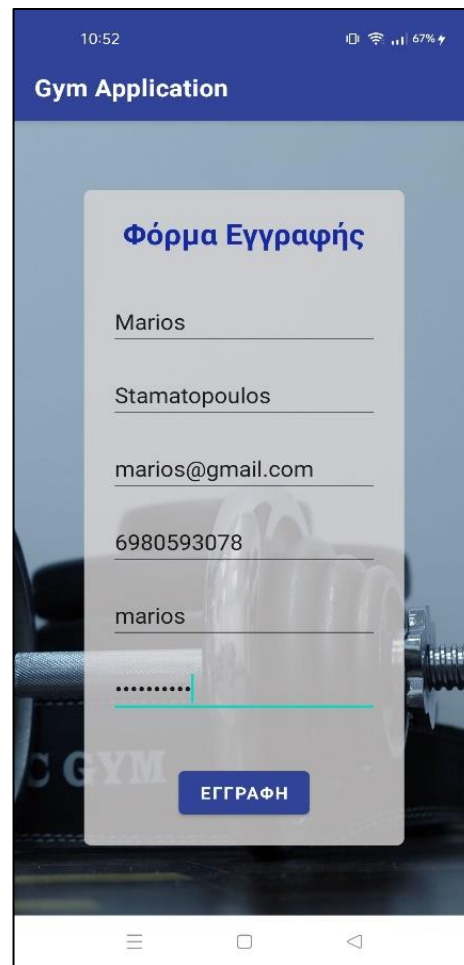 10:52
67%
Gym Application
Φόρμα Εγγραφής
Marios
Stamatopoulos
marios@gmail.com
6980593078
marios
••••••••••
C GYM
ΕΓΓΡΑΦΗ